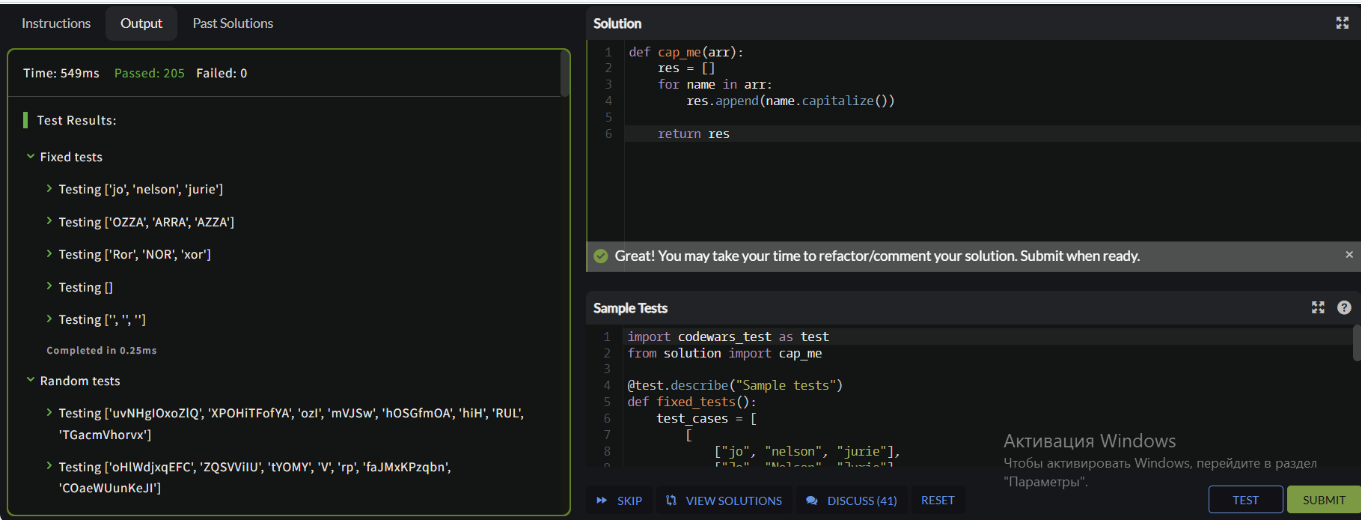 Instructions Output Past Solutions
Time: 549ms Passed: 205 Failed: 0
Test Results:
Fixed tests
Testing ['jo', 'nelson', 'jurie']
Testing ['OZZA', 'ARRA', 'AZZA']
Testing ['Ror', 'NOR', 'xor']
Testing []
Testing ['', '', '']
Completed in 0.25ms
Random tests
Testing ['uvNHgIOxoZIQ', 'XPOHiTFofYA', 'ozI', 'mVJSw', 'hOSGfmOA', 'hiH', 'RUL',
'TGacmVhorvx']
Testing ['oHlWdjxqEFC', 'ZQSVViIU', 'tYOMY', 'V', 'rp', 'faJMxKPzqbn',
'COaeWUunKeJI']
Solution
1 def cap_me(arr):
2     res = []
3     for name in arr:
4         res.append(name.capitalize())
5
6     return res
Great! You may take your time to refactor/comment your solution. Submit when ready.
Sample Tests
1 import codewars_test as test
2 from solution import cap_me
3
4 @test.describe("Sample tests")
5 def fixed_tests():
6     test_cases = [
7         [
8             ["jo", "nelson", "jurie"],
9             ["Jo", "Nelson", "Jurie"]
Активация Windows
Чтобы активировать Windows, перейдите в раздел
"Параметры".
SKIP VIEW SOLUTIONS DISCUSS (41) RESET TEST SUBMIT